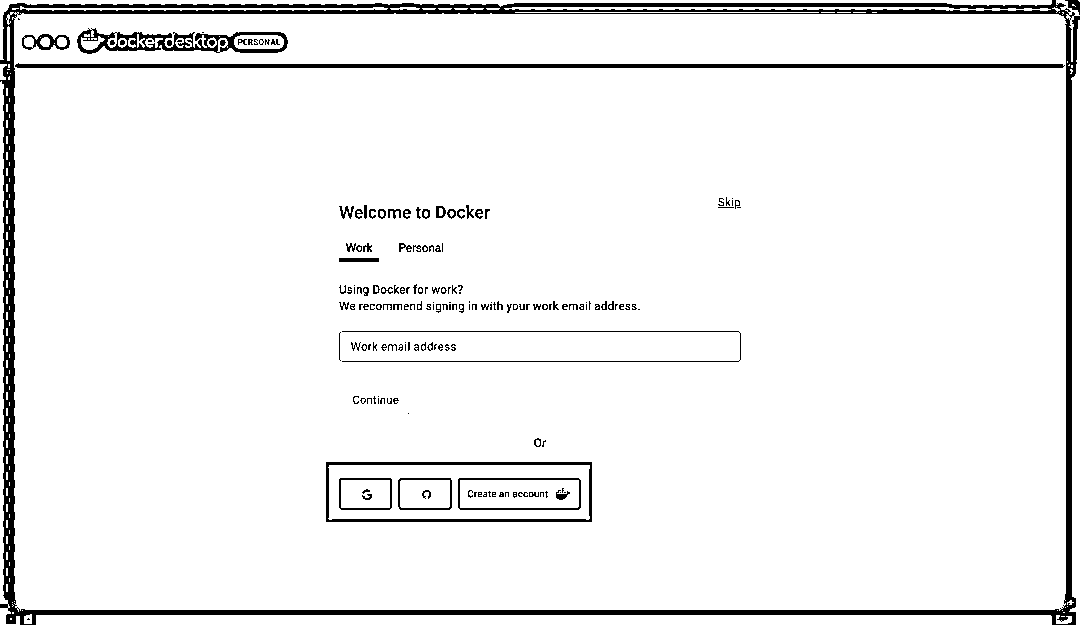 docker desktop PERSONAL
Welcome to Docker
Skip
Work Personal
Using Docker for work?
We recommend signing in with your work email address.
Work email address
Continue
Or
G Create an account